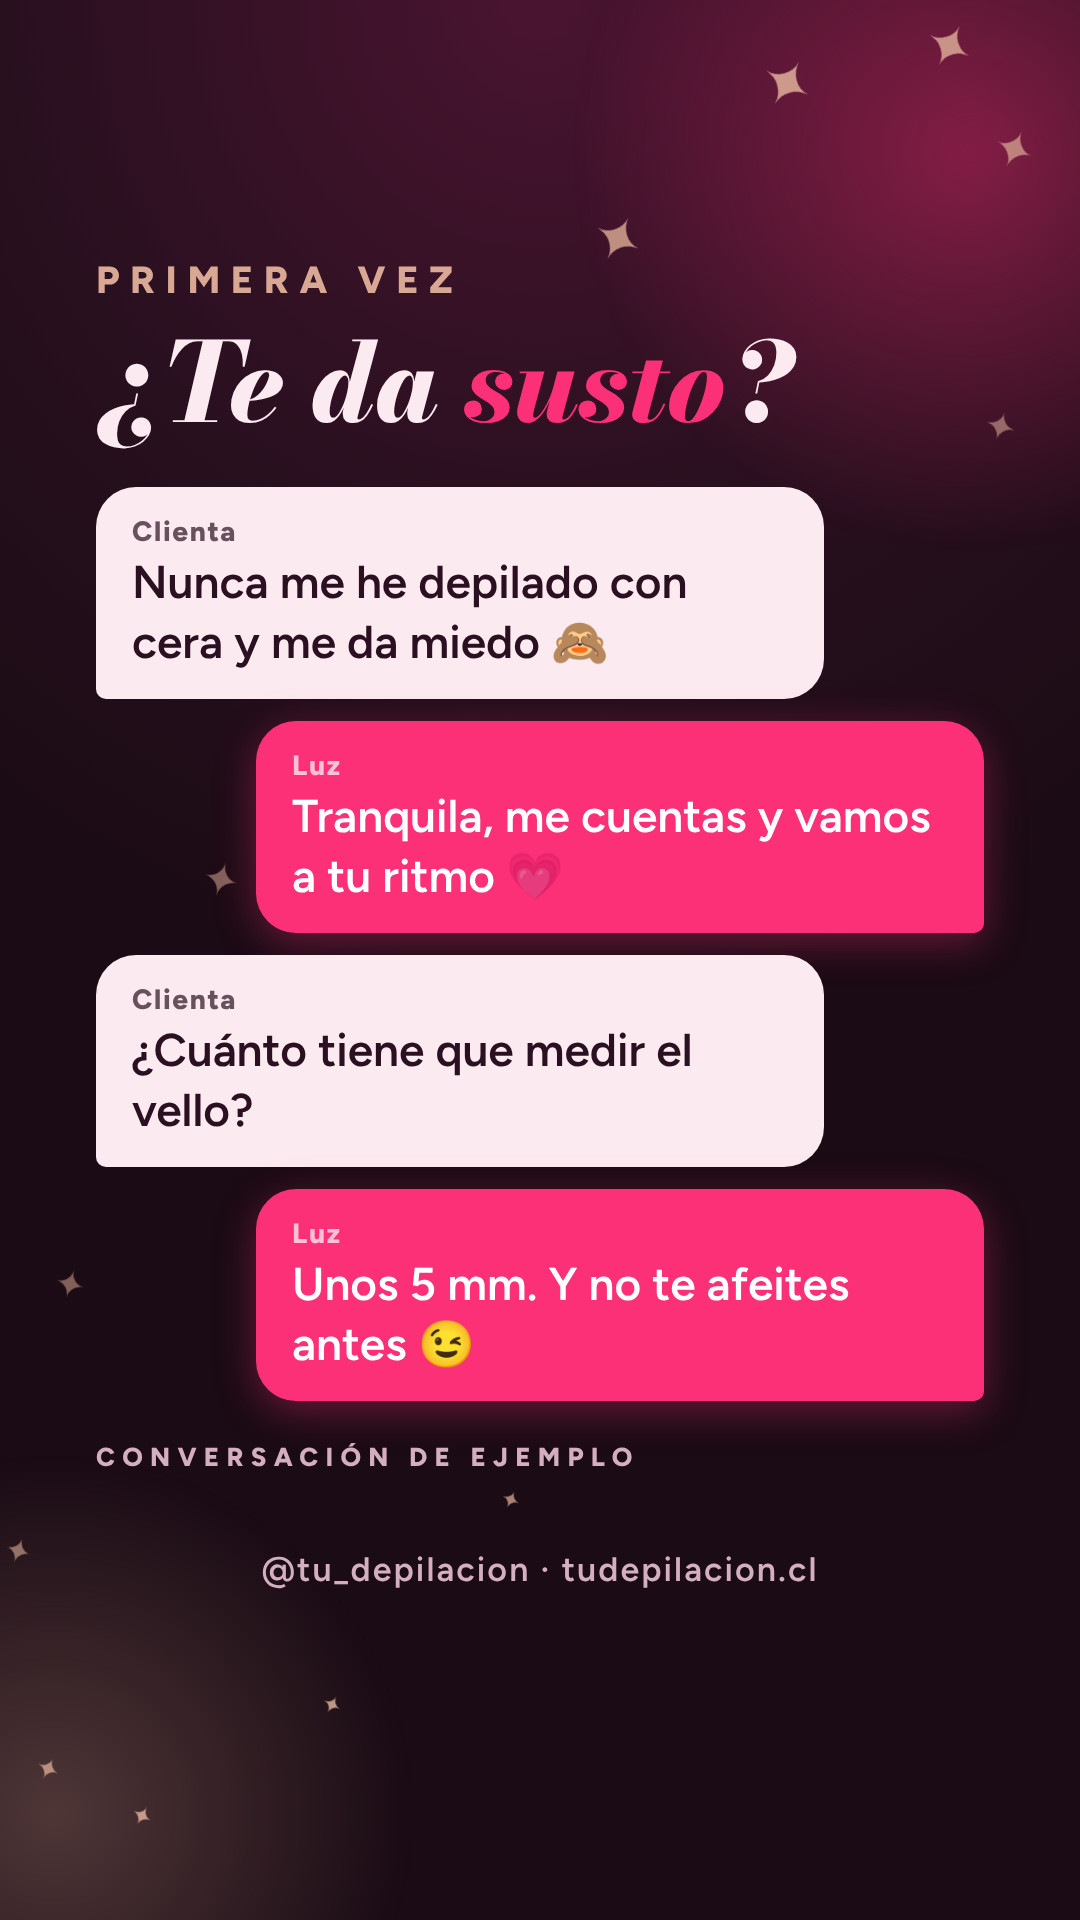 PRIMERA VEZ
¿Te da susto?
Clienta
Nunca me he depilado con
cera y me da miedo 🙈
Luz
Tranquila, me cuentas y vamos
a tu ritmo 💗
Clienta
¿Cuánto tiene que medir el
vello?
Luz
Unos 5 mm. Y no te afeites
antes 😉
CONVERSACIÓN DE EJEMPLO
@tu_depilacion · tudepilacion.cl